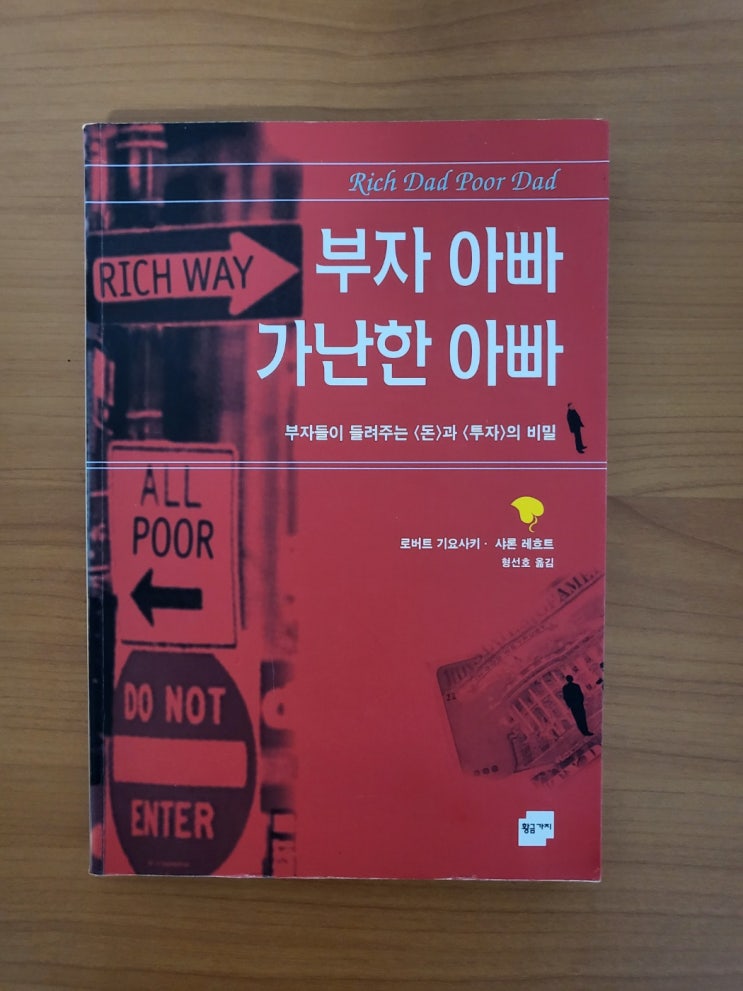 Rich Dad Poor Dad
RICH WAY
부자 아빠
가난한 아빠
부자들이 들려주는 〈돈〉과 〈투자〉의 비밀
ALL
POOR
로버트 기요사키 · 샤론 레흐트
형선호 옮김
DO NOT
ENTER
황금가지